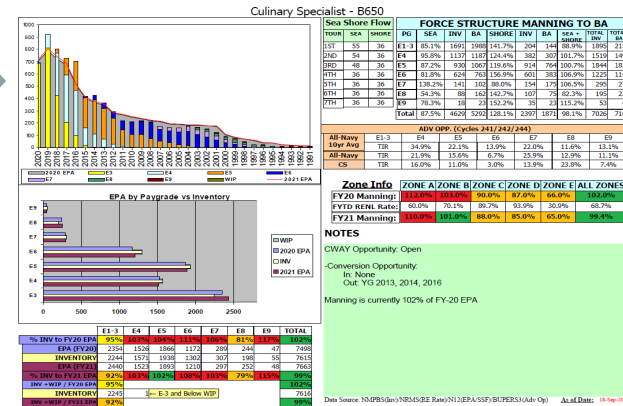 Culinary Specialist - B650
Sea Shore Flow
TOUR SEA SHORE
1ST 55 36
2ND 54 36
3RD 48 36
4TH 36 36
5TH 36 36
6TH 36 36
7TH 36 36
FORCE STRUCTURE MANNING TO BA
PG SEA INV BA SHORE INV BA SEA + SHORE TOTAL INV TOTAL
E1-3 85.1% 1691 1988 141.7% 204 144 88.9% 1895
E4 95.8% 1137 1187 124.4% 382 307 101.7% 1519
E5 87.2% 930 1067 119.6% 914 764 100.7% 1844
E6 81.8% 624 763 156.9% 601 383 106.9% 1225
E7 138.2% 141 102 88.0% 154 175 106.5% 295
E8 54.3% 88 162 142.7% 107 75 82.3% 195
E9 78.3% 18 23 152.2% 35 23 115.2% 53
Total 87.5% 4629 5292 128.1% 2397 1871 98.1% 7026
ADV OPP. (Cycles 241/242/244)
All-Navy 10yr Avg E1-3 E4 E5 E6 E7 E8 E9
TIR 34.9% 22.1% 13.9% 22.0% 11.6% 13.1%
All-Navy TIR 21.9% 15.6% 6.7% 25.9% 12.9% 11.1%
CS TIR 16.0% 11.0% 3.0% 13.9% 23.8% 7.4%
Zone Info ZONE A ZONE B ZONE C ZONE D ZONE E ALL ZONES
FY20 Manning: 112.0% 103.0% 90.0% 87.0% 66.0% 102.0%
FYTD RENL Rate: 60.0% 70.1% 89.7% 93.9% 30.9% 68.7%
FY21 Manning: 110.0% 101.0% 88.0% 85.0% 65.0% 99.4%
NOTES
CWAY Opportunity: Open
-Conversion Opportunity:
In: None
Out: YG 2013, 2014, 2016
Manning is currently 102% of FY-20 EPA
2020 EPA E3 E4 E5 E6
E7 E8 E9 WIP 2021 EPA
EPA by Paygrade vs Inventory
E9
E8
E7
E6
E5
E4
E3
0 500 1000 1500 2000 2500
WIP
2020 EPA
INV
2021 EPA
E1-3 E4 E5 E6 E7 E8 E9 TOTAL
% INV to FY20 EPA 95% 103% 104% 111% 106% 81% 117% 102%
EPA (FY20) 2354 1526 1866 1172 289 244 47 7498
INVENTORY 2244 1571 1938 1302 307 198 55 7615
EPA (FY21) 2440 1523 1893 1210 297 252 48 7663
% INV to FY21 EPA 92% 103% 102% 108% 103% 79% 115% 99%
INV +WIP / FY20 EPA 95% 102%
INVENTORY 2245 1 ← E-3 and Below WIP 7616
INV +WIP / FY21 EPA 92% 99%
Data Source: NMPBS(Inv)/NRMS(RE Rate)/N12(EPA/SSF)/BUPERS3(Adv Op) As of Date: